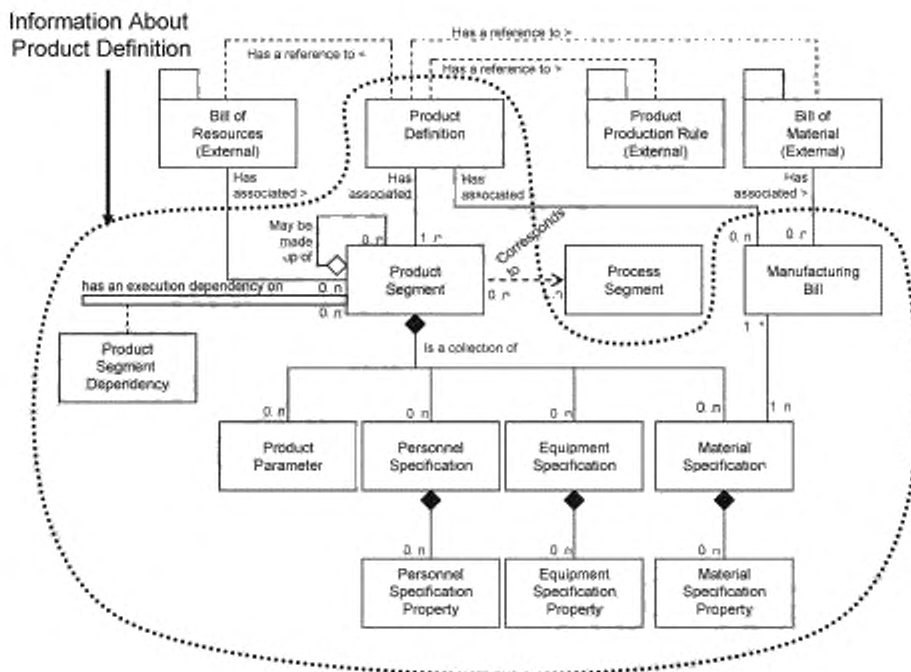 Information About
Product Definition
Has a reference to <
Has a reference to >
Has a reference to >
Bill of
Resources
(External)
Product
Definition
Product
Production Rule
(External)
Bill of
Material
(External)
Has
associated >
Has
associated
Has
associated
Has
associated >
May be
made
up of
0..n
1..n
Corresponds
to
0..n
0..n
Product
Segment
Process
Segment
Manufacturing
Bill
has an execution dependency on
0..n
0..n
0..n
Product
Segment
Dependency
Is a collection of
1
0..n
0..n
0..n
0..n
1..n
Product
Parameter
Personnel
Specification
Equipment
Specification
Material
Specification
0..n
0..n
0..n
Personnel
Specification
Property
Equipment
Specification
Property
Material
Specification
Property